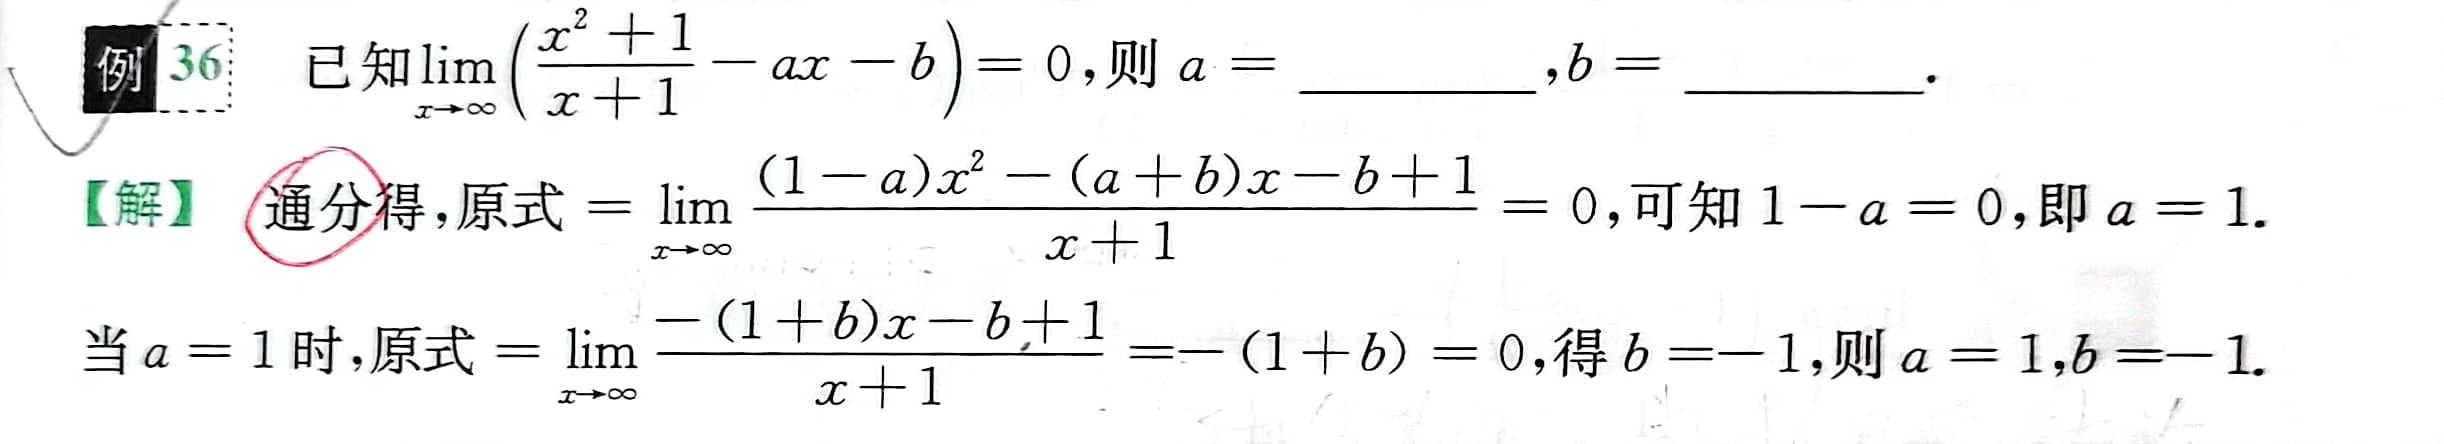 例 36 已知 lim_{x→∞} ( (x² + 1)/(x + 1) − ax − b ) = 0,则 a = ________,b = ________.
【解】 通分得,原式 = lim_{x→∞} ((1 − a)x² − (a + b)x − b + 1)/(x + 1) = 0,可知 1 − a = 0,即 a = 1.
当 a = 1 时,原式 = lim_{x→∞} (−(1 + b)x − b + 1)/(x + 1) = −(1 + b) = 0,得 b = −1,则 a = 1,b = −1.